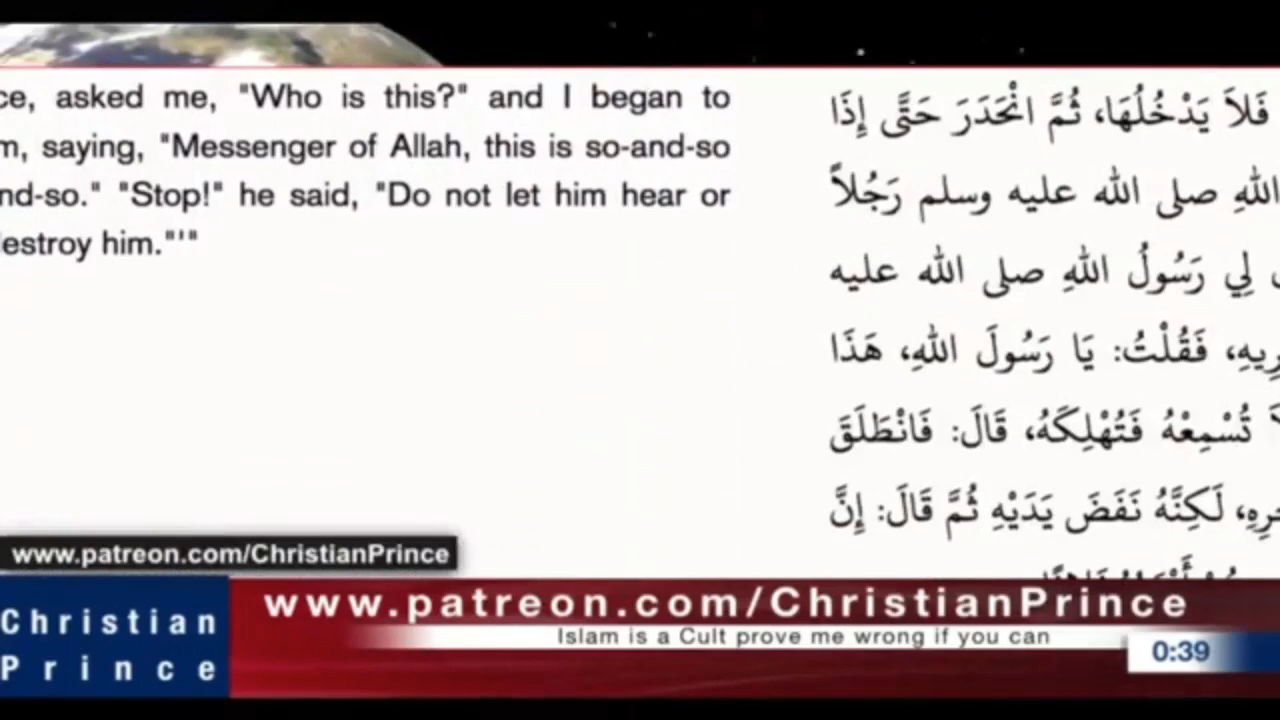 ce, asked me, "Who is this?" and I began to
m, saying, "Messenger of Allah, this is so-and-so
nd-so." "Stop!" he said, "Do not let him hear or
estroy him."'"
فَلاَ يَدْخُلُهَا، ثُمَّ انْحَدَرَ حَتَّى إِذَا
اللهِ صلى الله عليه وسلم رَجُلاً
لِي رَسُولُ اللهِ صلى الله عليه
فَقُلْتُ: يَا رَسُولَ اللهِ، هَذَا
تُسْمِعْهُ فَتُهْلِكَهُ، قَالَ: فَانْطَلَقَ
لَكِنَّهُ نَفَضَ يَدَيْهِ ثُمَّ قَالَ: إِنَّ
www.patreon.com/ChristianPrince
Christian
Prince
www.patreon.com/ChristianPrince
Islam is a Cult prove me wrong if you can
0:39